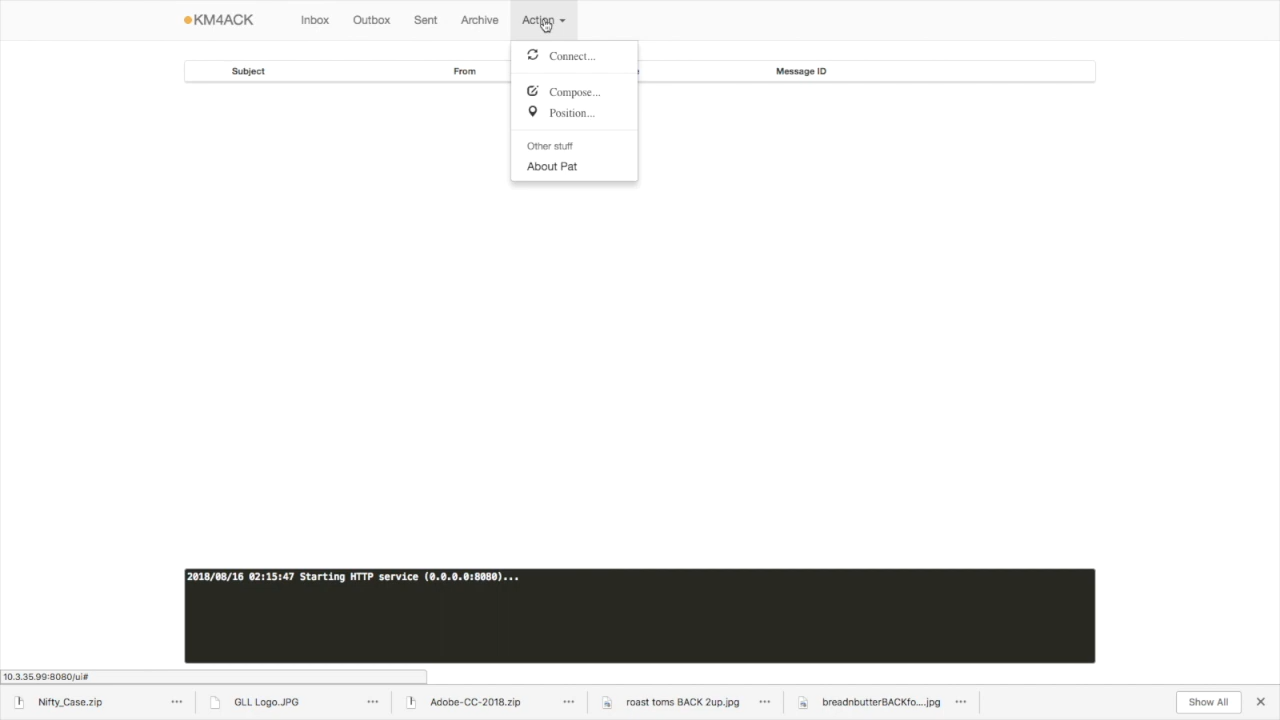 KM4ACK Inbox Outbox Sent Archive Action
Connect...
Subject From Message ID
Compose...
Position...
Other stuff
About Pat
2018/08/16 02:15:47 Starting HTTP service (0.0.0.0:8080)...
10.3.35.99:8080/ui#
Nifty_Case.zip GLL Logo.JPG Adobe-CC-2018.zip roast toms BACK 2up.jpg breadnbutterBACKfo....jpg Show All